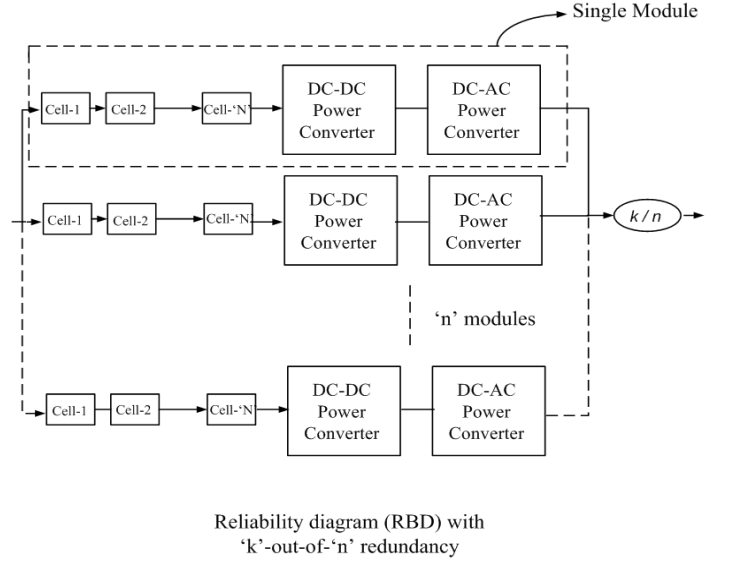 Single Module
Cell-1
Cell-2
Cell-‘N’
DC-DC
Power
Converter
DC-AC
Power
Converter
Cell-1
Cell-2
Cell-‘N’
DC-DC
Power
Converter
DC-AC
Power
Converter
k/n
‘n’ modules
Cell-1
Cell-2
Cell-‘N’
DC-DC
Power
Converter
DC-AC
Power
Converter
Reliability diagram (RBD) with
‘k’-out-of-‘n’ redundancy